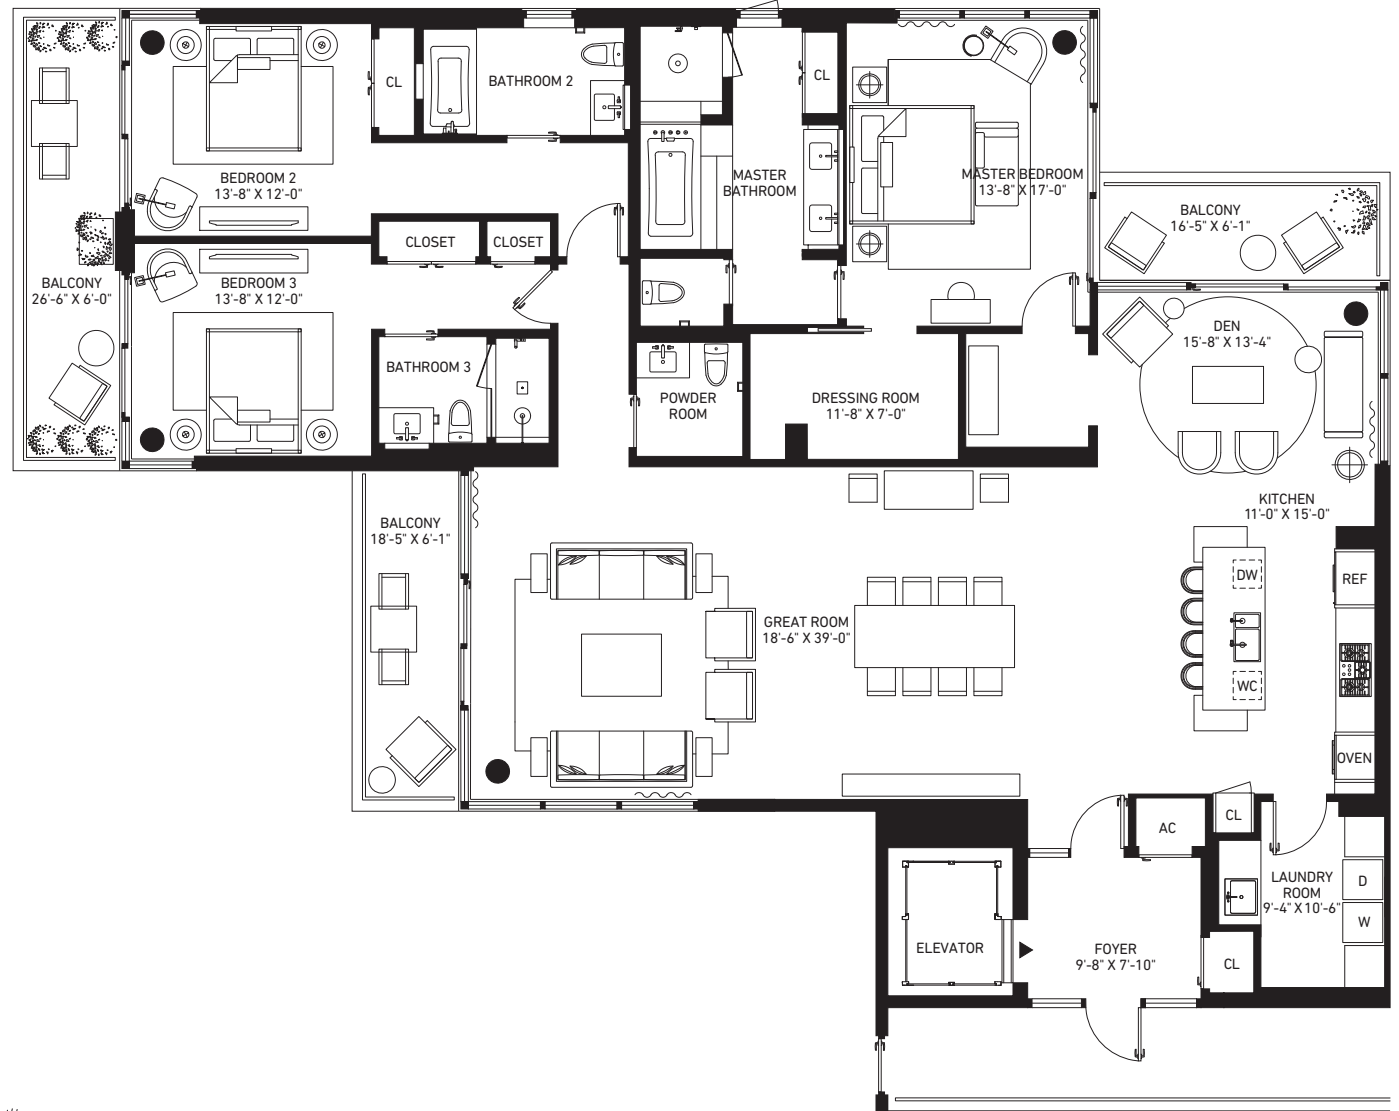 CL
BATHROOM 2
CL
BEDROOM 2
13'-8" X 12'-0"
MASTER
BATHROOM
MASTER BEDROOM
13'-8" X 17'-0"
BALCONY
16'-5" X 6'-1"
CLOSET
CLOSET
BALCONY
26'-6" X 6'-0"
BEDROOM 3
13'-8" X 12'-0"
DEN
15'-8" X 13'-4"
BATHROOM 3
POWDER
ROOM
DRESSING ROOM
11'-8" X 7'-0"
KITCHEN
11'-0" X 15'-0"
BALCONY
18'-5" X 6'-1"
DW
REF
GREAT ROOM
18'-6" X 39'-0"
WC
OVEN
AC
CL
LAUNDRY
ROOM
9'-4" X 10'-6"
D
W
ELEVATOR
FOYER
9'-8" X 7'-10"
CL